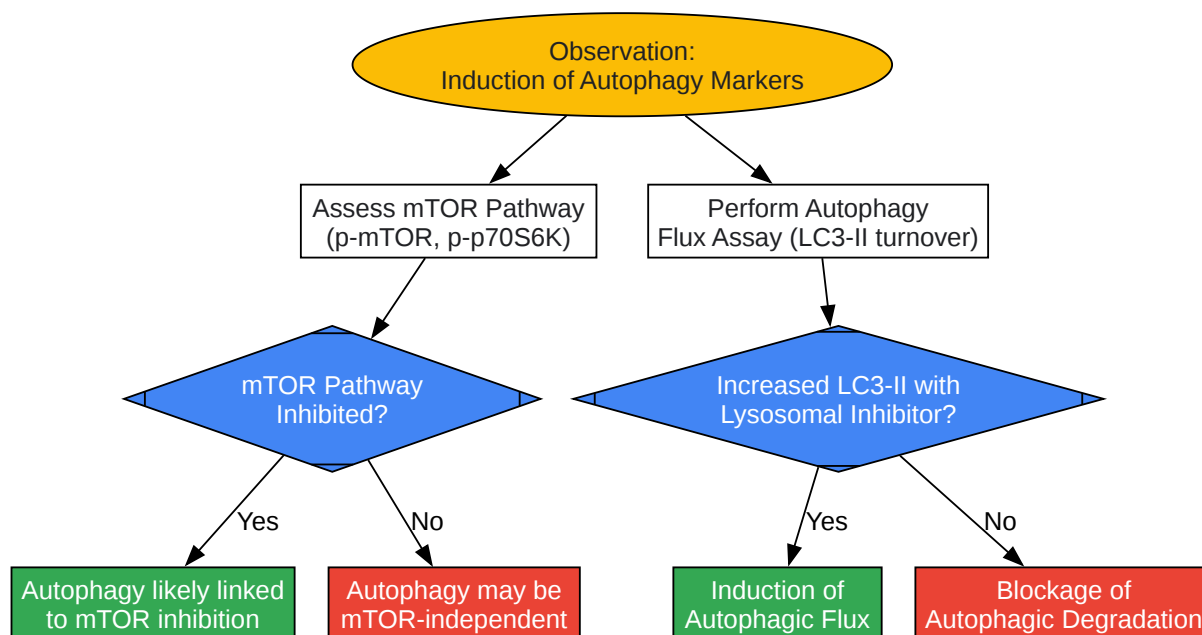 Observation:
Induction of Autophagy Markers
Assess mTOR Pathway
(p-mTOR, p-p70S6K)
Perform Autophagy
Flux Assay (LC3-II turnover)
mTOR Pathway
Inhibited?
Increased LC3-II with
Lysosomal Inhibitor?
Yes
No
Yes
No
Autophagy likely linked
to mTOR inhibition
Autophagy may be
mTOR-independent
Induction of
Autophagic Flux
Blockage of
Autophagic Degradation